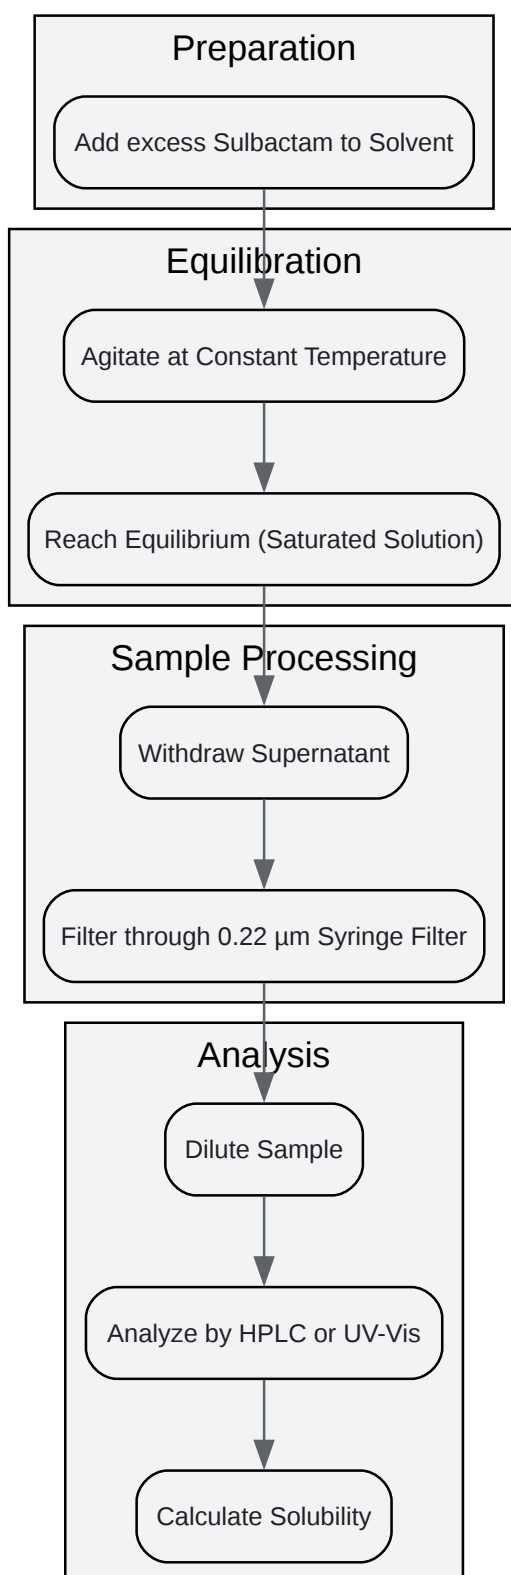 Preparation
Add excess Sulbactam to Solvent
Equilibration
Agitate at Constant Temperature
Reach Equilibrium (Saturated Solution)
Sample Processing
Withdraw Supernatant
Filter through 0.22 µm Syringe Filter
Analysis
Dilute Sample
Analyze by HPLC or UV-Vis
Calculate Solubility